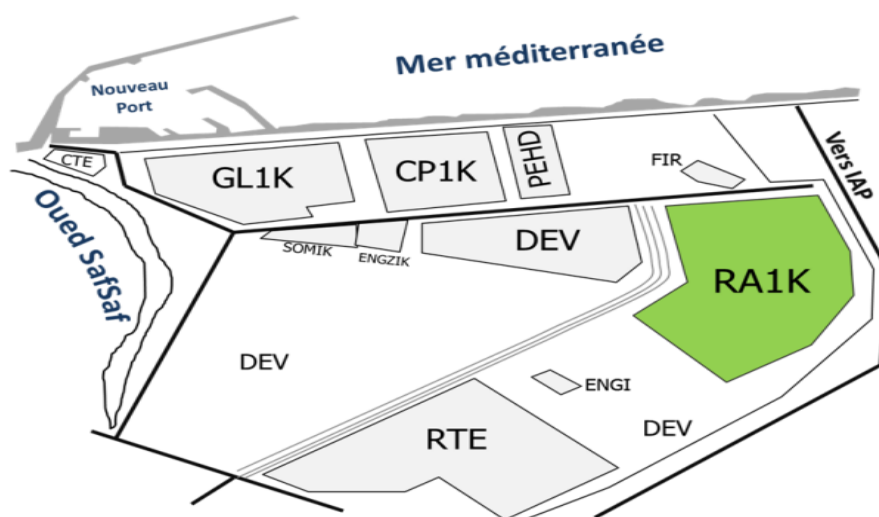 Mer méditerranée
Nouveau
Port
CTE
GL1K
CP1K
PEHD
FIR
Vers IAP
Oued SafSaf
SOMIK
ENGZIK
DEV
RA1K
DEV
ENGI
DEV
RTE